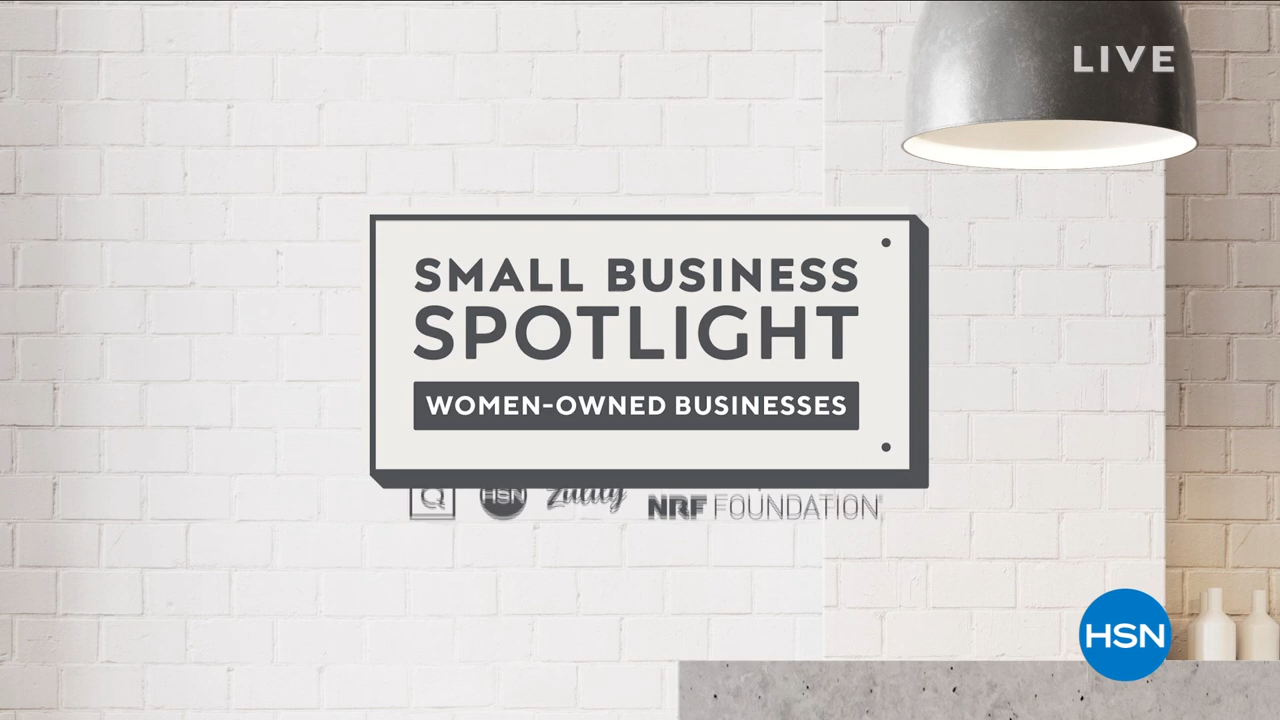 LIVE
SMALL BUSINESS
SPOTLIGHT
WOMEN-OWNED BUSINESSES
Q HSN zulily NRF FOUNDATION
HSN